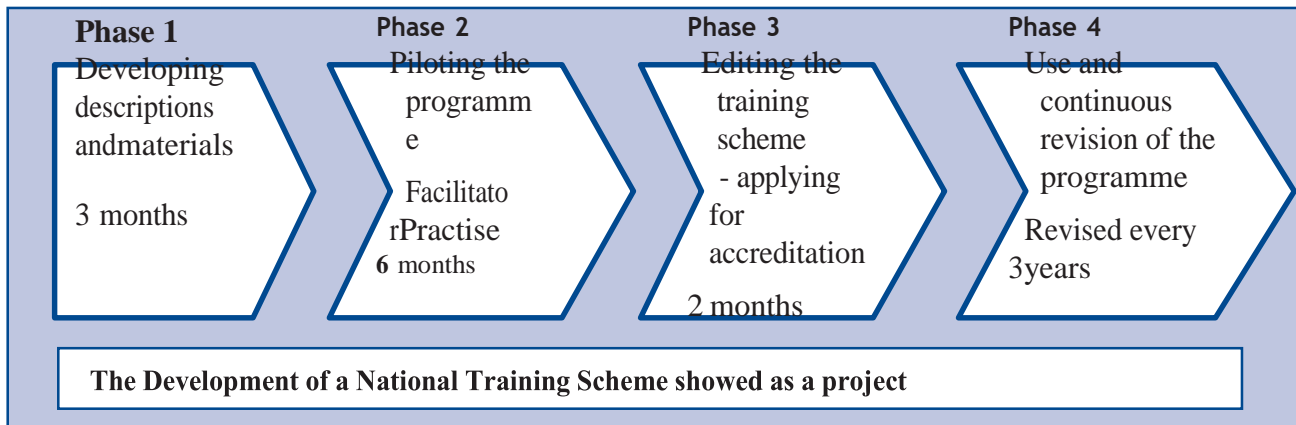 Phase 1
Developing
descriptions
andmaterials
3 months
Phase 2
Piloting the
programm
e
Facilitato
rPractise
6 months
Phase 3
Editing the
training
scheme
- applying
for
accreditation
2 months
Phase 4
Use and
continuous
revision of the
programme
Revised every
3years
The Development of a National Training Scheme showed as a project